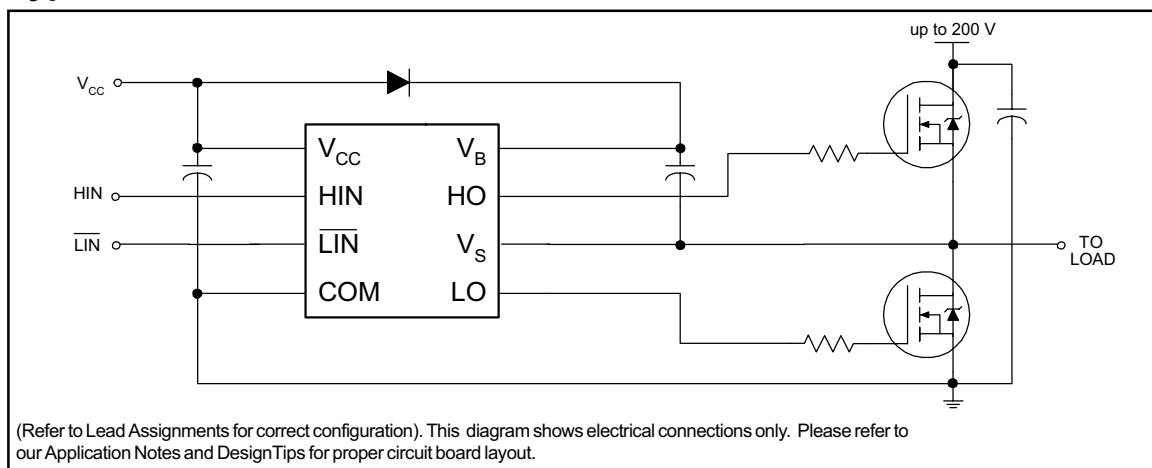 up to 200 V
VCC
VCC VB
HIN HIN HO
LIN LIN VS TO
LOAD
COM LO
(Refer to Lead Assignments for correct configuration). This diagram shows electrical connections only. Please refer to
our Application Notes and DesignTips for proper circuit board layout.